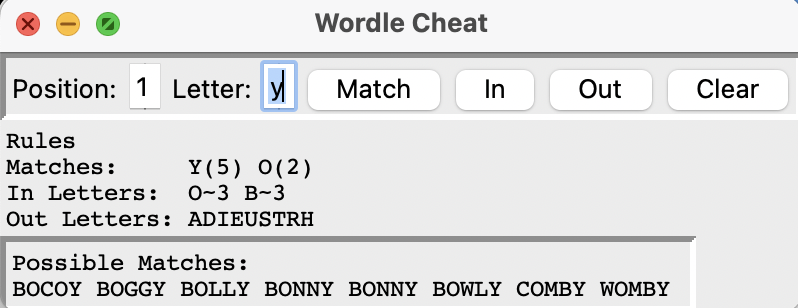 Wordle Cheat
Position: 1 Letter: y Match In Out Clear
Rules
Matches: Y(5) O(2)
In Letters: O~3 B~3
Out Letters: ADIEUSTRH
Possible Matches:
BOCOY BOGGY BOLLY BONNY BONNY BOWLY COMBY WOMBY